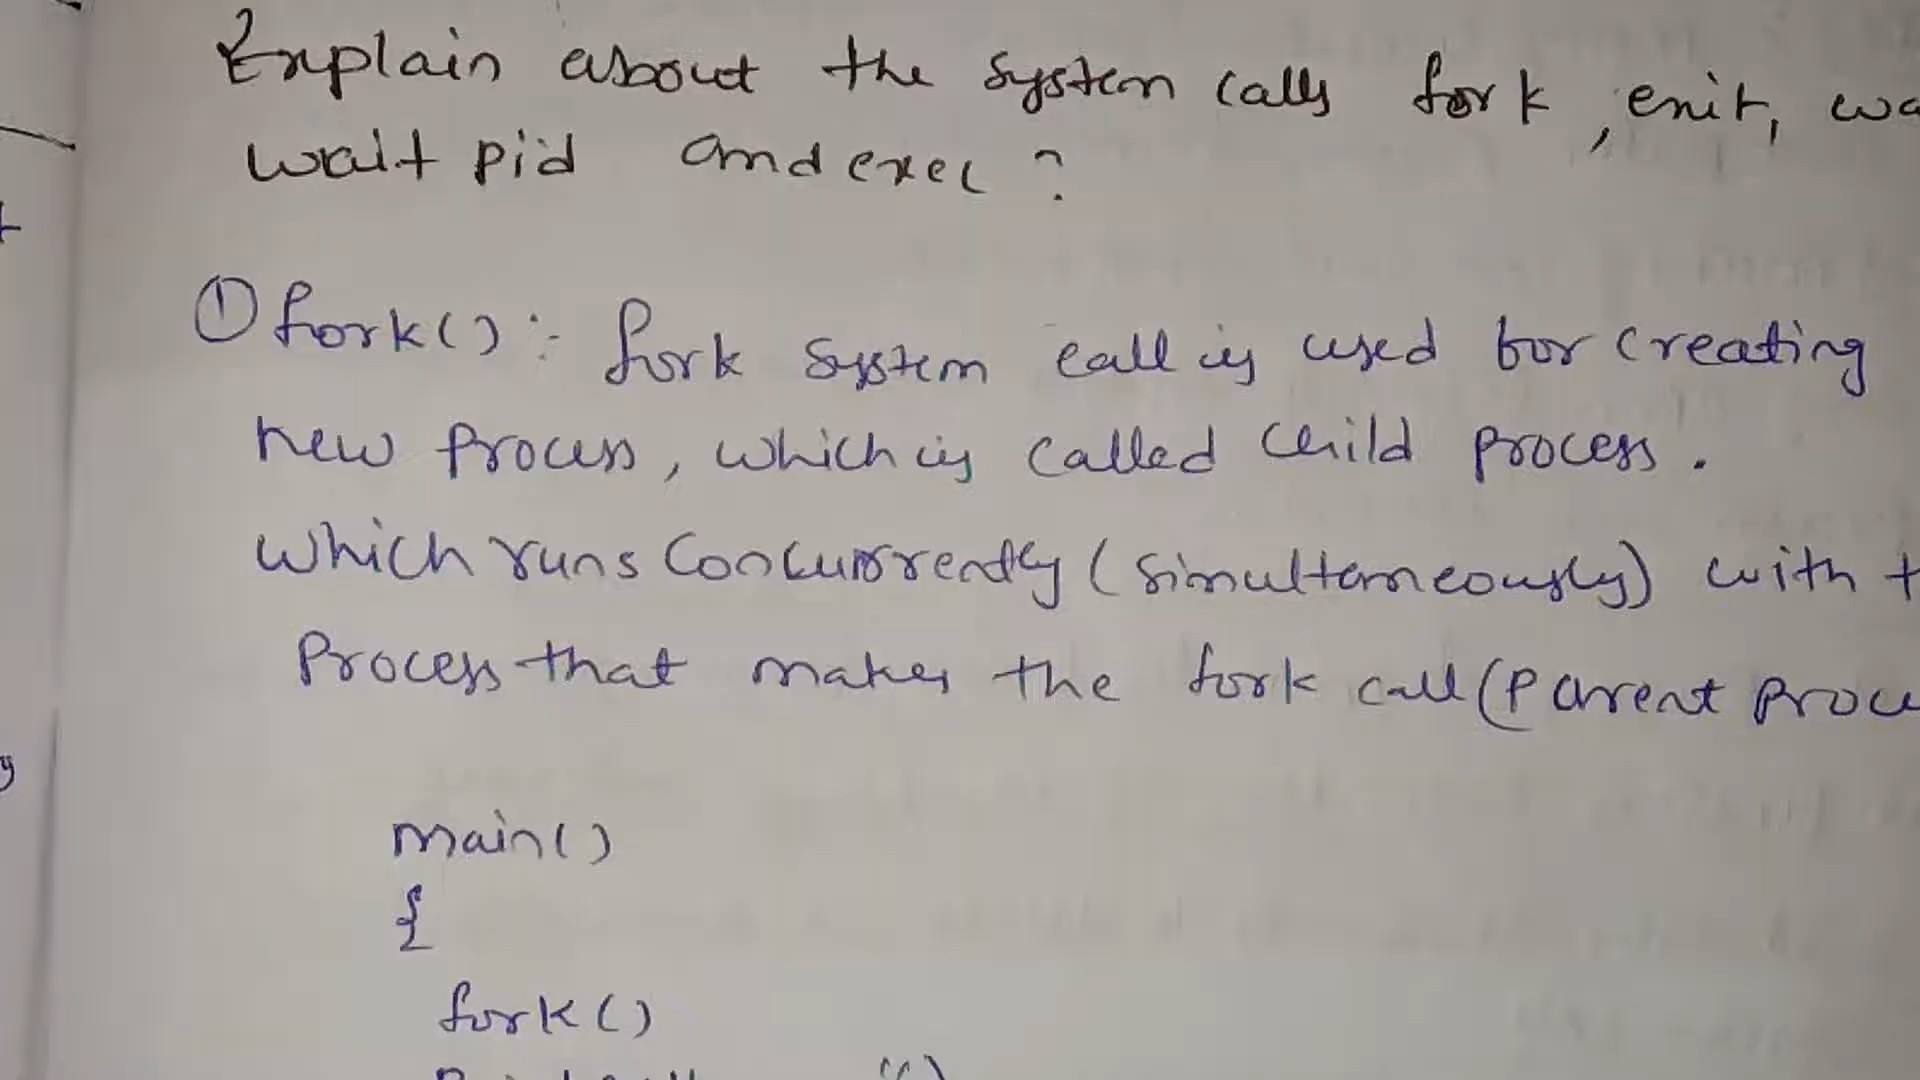 Explain about the system calls fork, exit,
wait pid and exec ?
① fork() :- fork system call is used for creating
new process, which is called child process.
which runs concurrently (simultaneously) with
process that makes the fork call (parent
main()
{
fork()